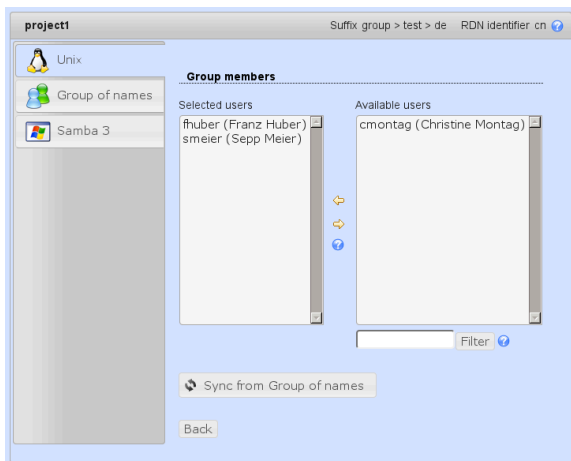 project1
Suffix group > test > de RDN identifier cn
Unix
Group of names
Samba 3
Group members
Selected users
fhuber (Franz Huber)
smeier (Sepp Meier)
Available users
cmontag (Christine Montag)
Filter
Sync from Group of names
Back